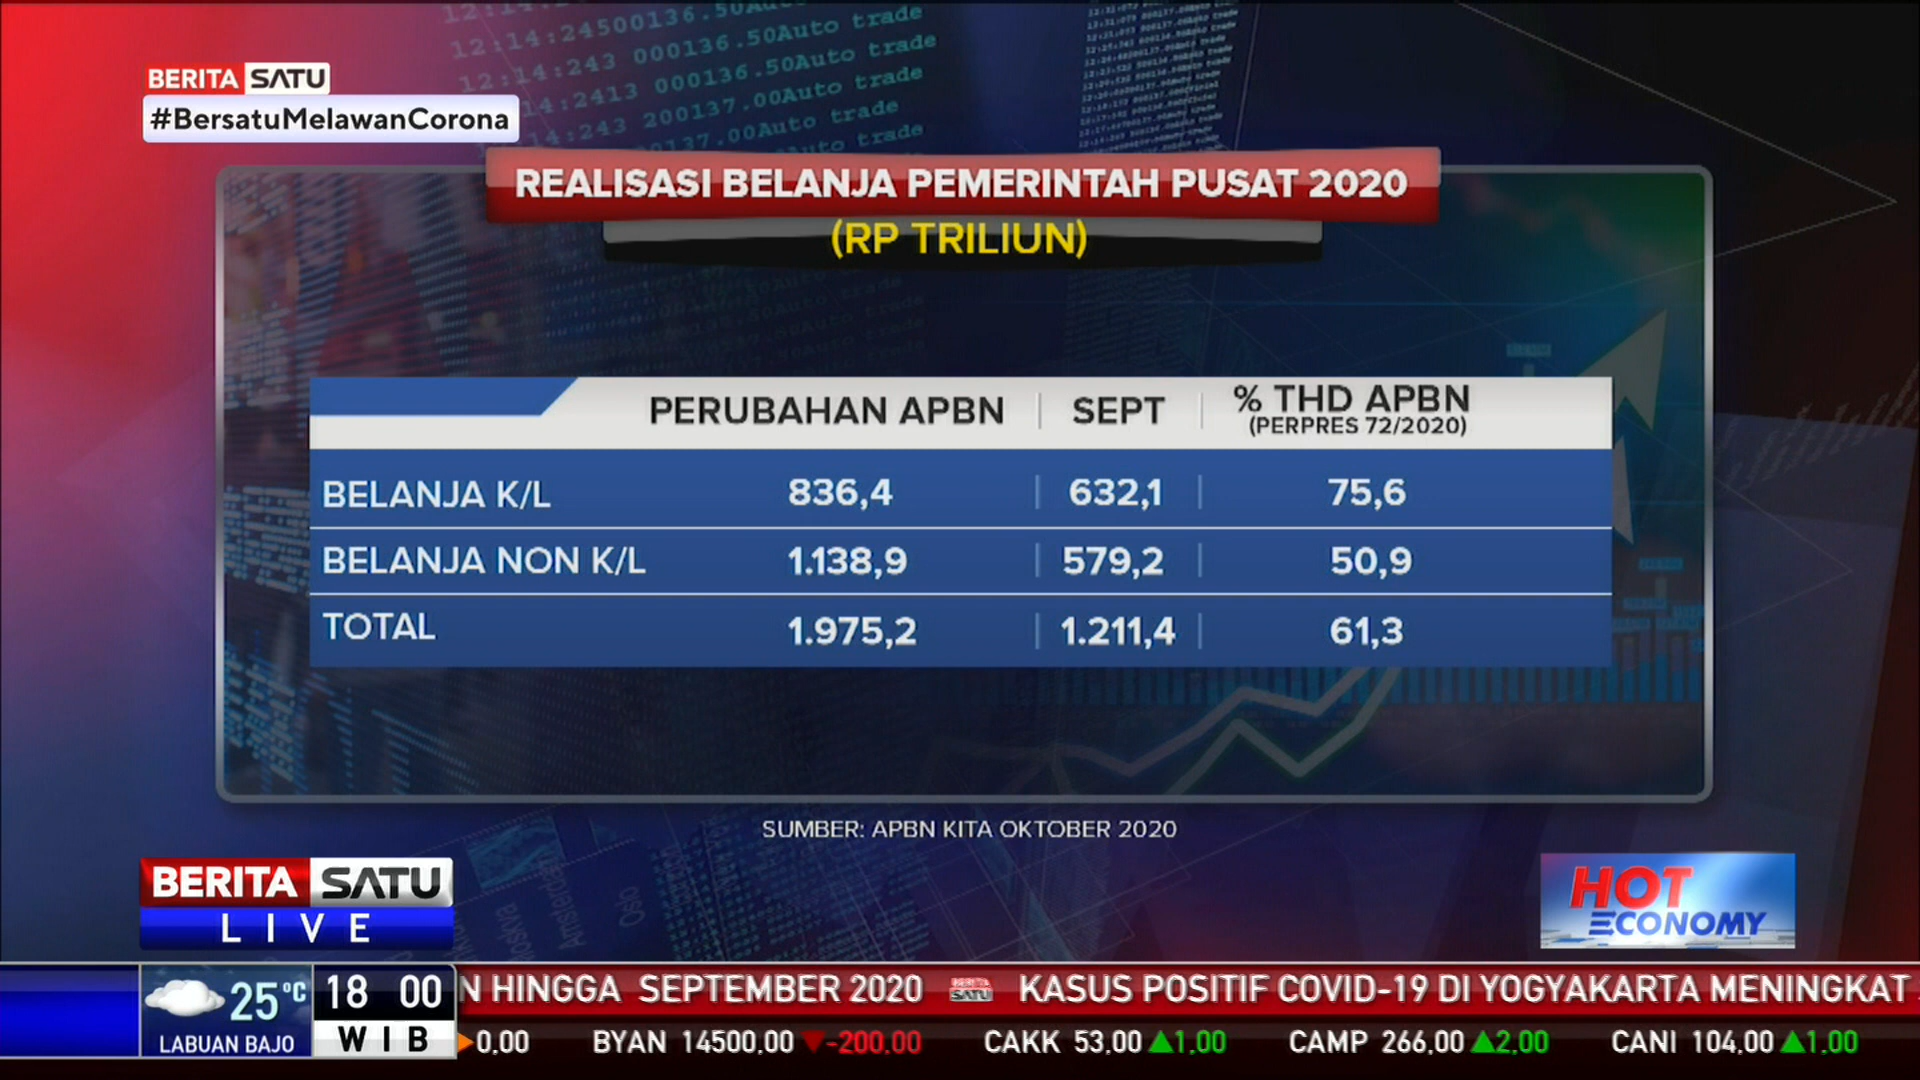 BERITA SATU
#BersatuMelawanCorona
REALISASI BELANJA PEMERINTAH PUSAT 2020
(RP TRILIUN)
PERUBAHAN APBN SEPT % THD APBN
(PERPRES 72/2020)
BELANJA K/L 836,4 632,1 75,6
BELANJA NON K/L 1.138,9 579,2 50,9
TOTAL 1.975,2 1.211,4 61,3
SUMBER: APBN KITA OKTOBER 2020
BERITA SATU
LIVE
HOT
ECONOMY
25°C
LABUAN BAJO
18 00
WIB
N HINGGA SEPTEMBER 2020 BERITA SATU KASUS POSITIF COVID-19 DI YOGYAKARTA MENINGKAT
0,00 BYAN 14500,00 ▼-200,00 CAKK 53,00 ▲1,00 CAMP 266,00 ▲2,00 CANI 104,00 ▲1,00